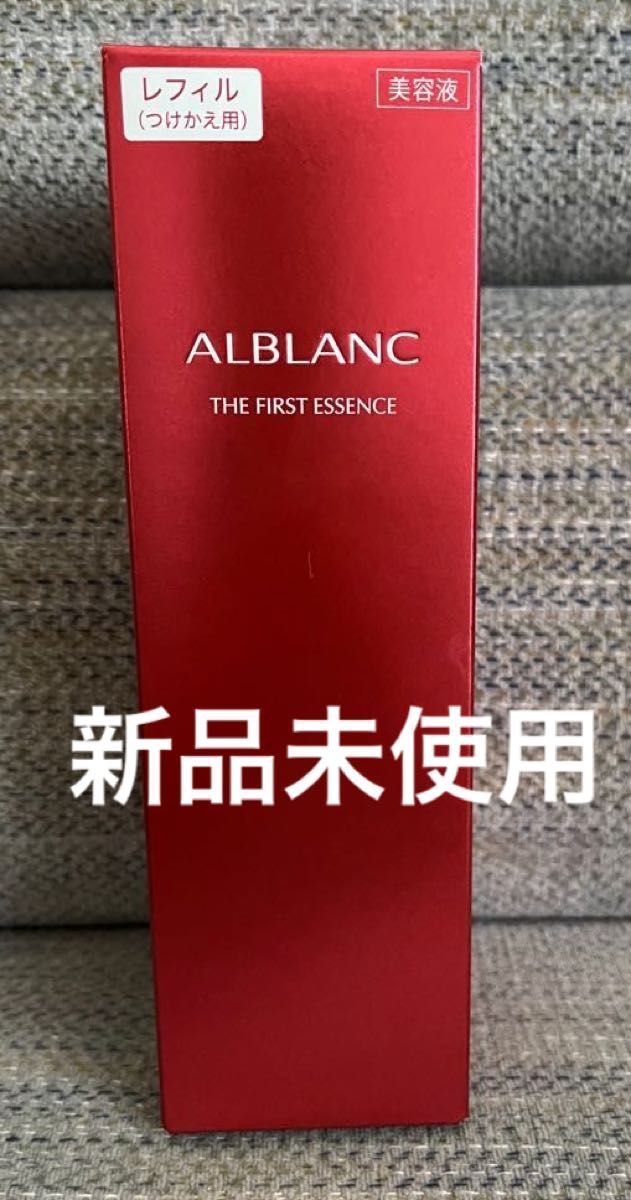 レフィル
(つけかえ用)
美容液
ALBLANC
THE FIRST ESSENCE
新品未使用